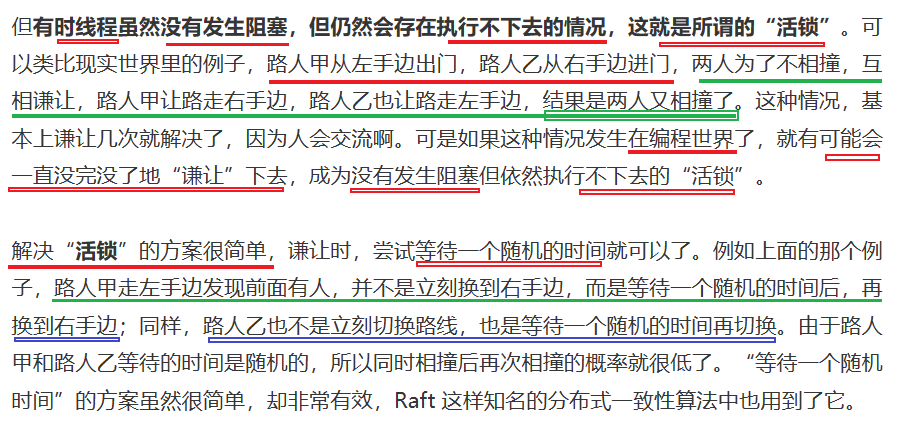 但有时线程虽然没有发生阻塞，但仍然会存在执行不下去的情况，这就是所谓的“活锁”。可
以类比现实世界里的例子，路人甲从左手边出门，路人乙从右手边进门，两人为了不相撞，互
相谦让，路人甲让路走右手边，路人乙也让路走左手边，结果是两人又相撞了。这种情况，基
本上谦让几次就解决了，因为人会交流啊。可是如果这种情况发生在编程世界了，就有可能会
一直没完没了地“谦让”下去，成为没有发生阻塞但依然执行不下去的“活锁”。
解决“活锁”的方案很简单，谦让时，尝试等待一个随机的时间就可以了。例如上面的那个例
子，路人甲走左手边发现前面有人，并不是立刻换到右手边，而是等待一个随机的时间后，再
换到右手边；同样，路人乙也不是立刻切换路线，也是等待一个随机的时间再切换。由于路人
甲和路人乙等待的时间是随机的，所以同时相撞后再次相撞的概率就很低了。“等待一个随机
时间”的方案虽然很简单，却非常有效，Raft 这样知名的分布式一致性算法中也用到了它。